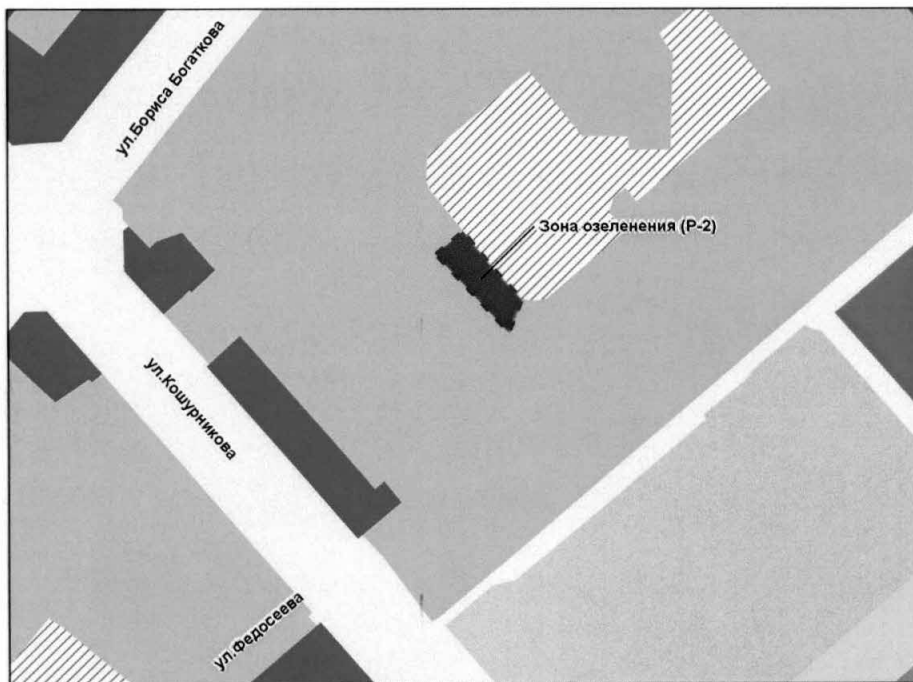 ул.Бориса Богаткова
Зона озеленения (Р-2)
ул.Кошурникова
ул.Федосеева